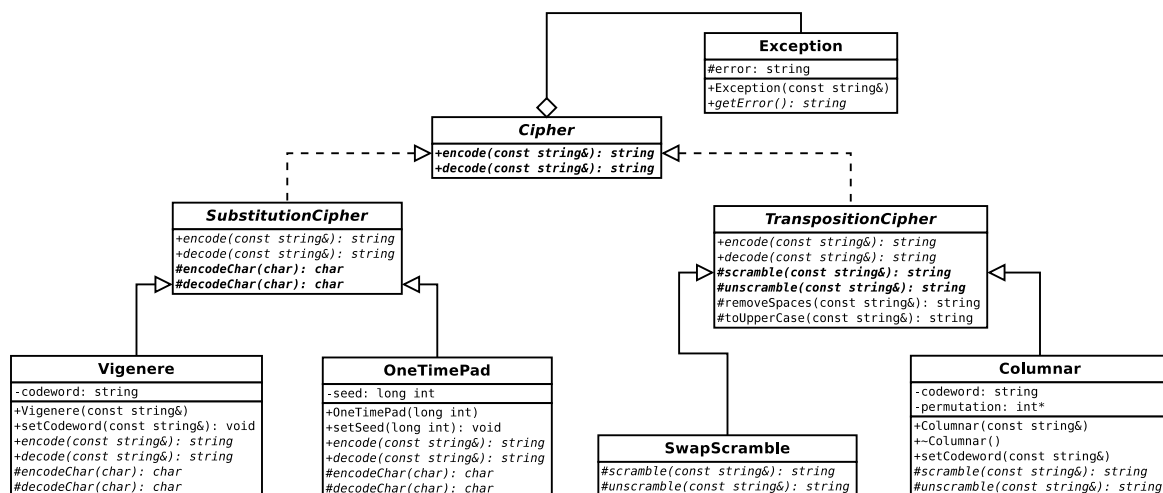 Exception
#error: string
+Exception(const string&)
+getError(): string
Cipher
+encode(const string&): string
+decode(const string&): string
SubstitutionCipher
+encode(const string&): string
+decode(const string&): string
#encodeChar(char): char
#decodeChar(char): char
TranspositionCipher
+encode(const string&): string
+decode(const string&): string
#scramble(const string&): string
#unscramble(const string&): string
#removeSpaces(const string&): string
#toUpperCase(const string&): string
Vigenere
-codeword: string
+Vigenere(const string&)
+setCodeword(const string&): void
+encode(const string&): string
+decode(const string&): string
#encodeChar(char): char
#decodeChar(char): char
OneTimePad
-seed: long int
+OneTimePad(long int)
+setSeed(long int): void
+encode(const string&): string
+decode(const string&): string
#encodeChar(char): char
#decodeChar(char): char
SwapScramble
#scramble(const string&): string
#unscramble(const string&): string
Columnar
-codeword: string
-permutation: int*
+Columnar(const string&)
+~Columnar()
+setCodeword(const string&)
#scramble(const string&): string
#unscramble(const string&): string